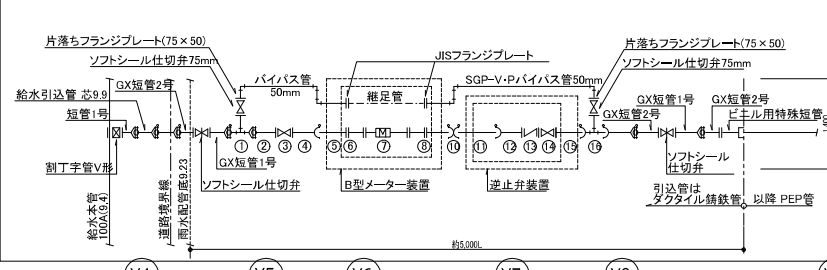 片落ちフランジプレート(75×50)
ソフトシール仕切弁75mm
GX短管2号
給水引込管 芯9.9
短管1号
バイパス管
50mm
JISフランジプレート
継足管
SGP-V・Pバイパス管50mm
片落ちフランジプレート(75×50)
ソフトシール仕切弁75mm
GX短管1号
GX短管2号
GX短管2号
ビニル用特殊短管
M
① ② ③ ④ ⑤ ⑥ ⑦ ⑧ ⑩ ⑪ ⑫ ⑬ ⑭ ⑮ ⑯
割丁字管V形
GX短管1号
ソフトシール仕切弁
B型メーター装置
逆止弁装置
ソフトシール
仕切弁
引込管は
ダクタイル鋳鉄管
以降 PEP管
給水本管
100A(9.4)
道路境界線
雨水配管底9.23
約5,000L